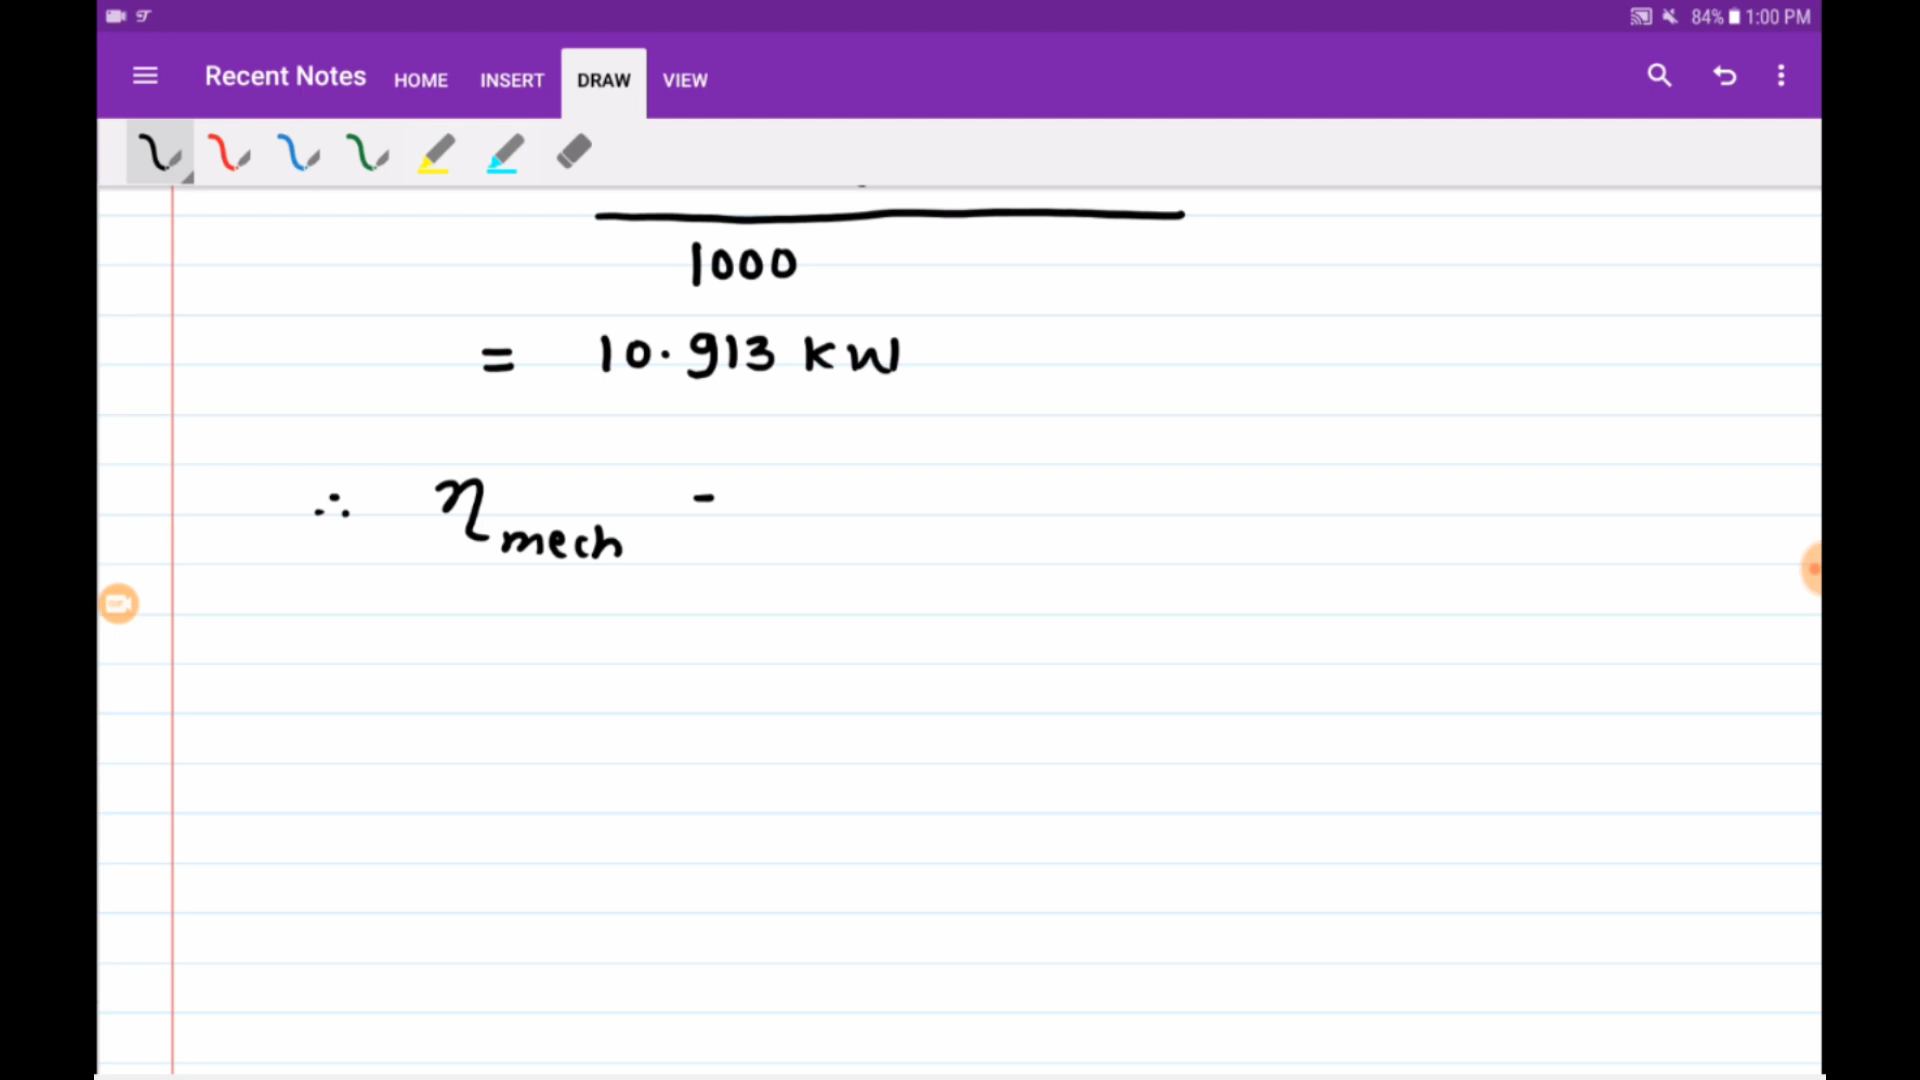 84% 1:00 PM
Recent Notes HOME INSERT DRAW VIEW
1000
= 10.913 kW
∴ η mech -